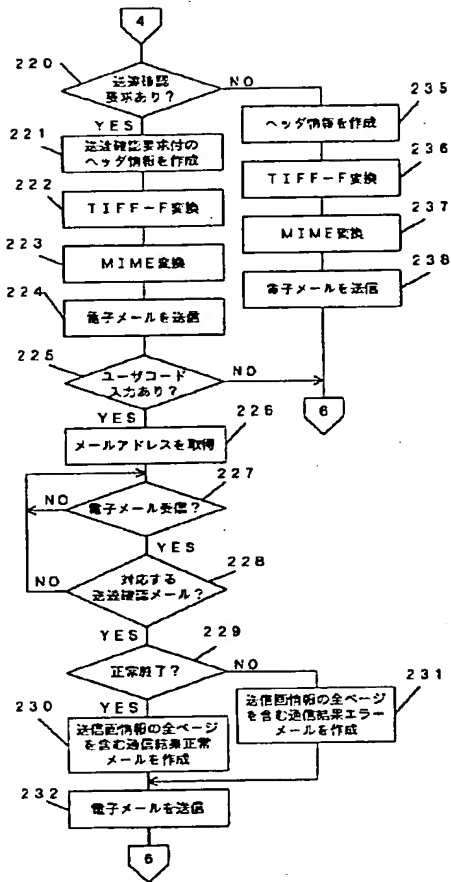 4
220
送達確認
要求あり?
NO
YES
221
送達確認要求付の
ヘッダ情報を作成
222
TIFF-F変換
223
MIME変換
224
電子メールを送信
225
ユーザコード
入力あり?
NO
YES
235
ヘッダ情報を作成
236
TIFF-F変換
237
MIME変換
238
電子メールを送信
6
226
メールアドレスを取得
227
電子メール受信?
NO
YES
228
対応する
送達確認メール?
NO
YES
229
正常終了?
NO
YES
230
送信画情報の全ページ
を含む通信結果正常
メールを作成
231
送信画情報の全ページ
を含む通信結果エラー
メールを作成
232
電子メールを送信
6